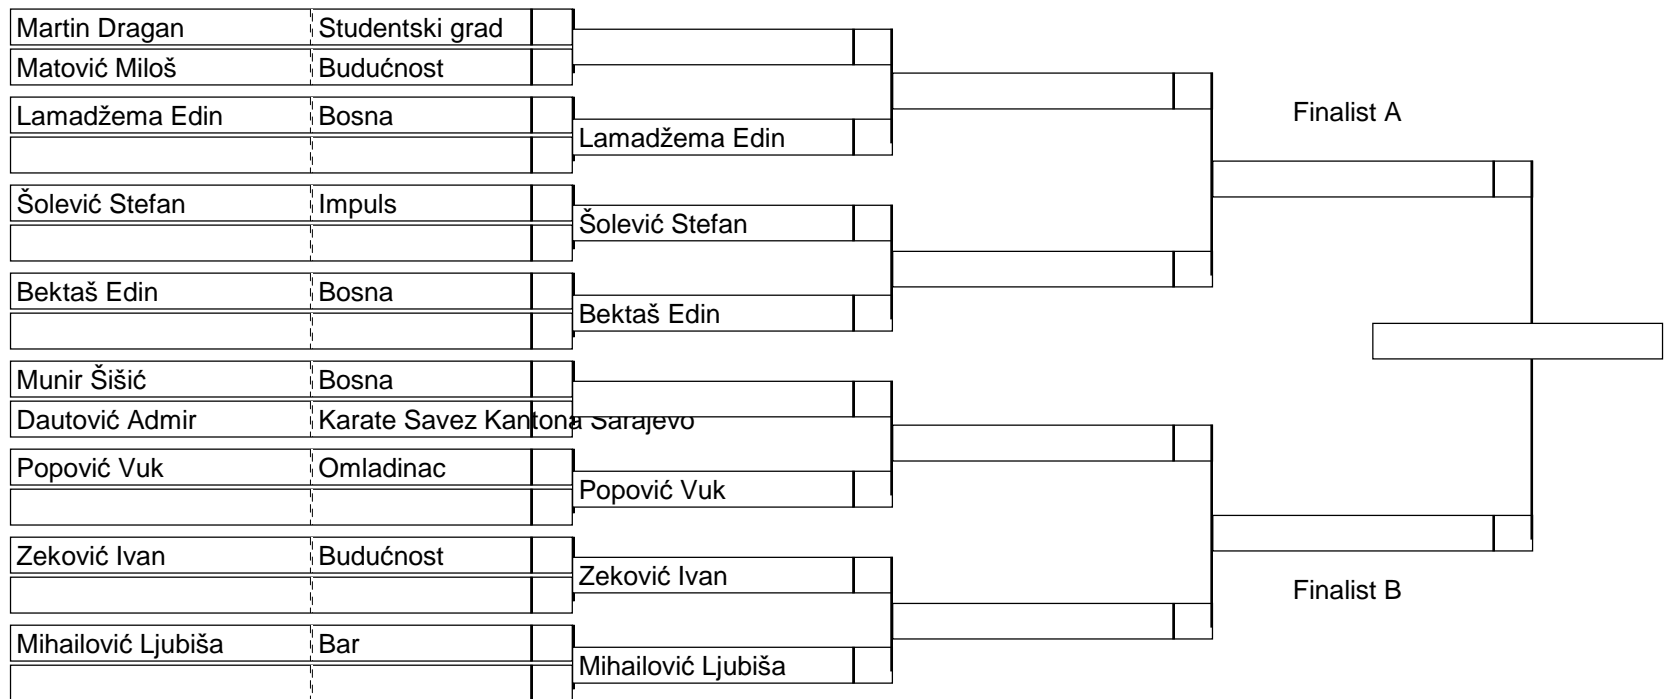 Martin Dragan Studentski grad
Matović Miloš Budućnost
Lamadžema Edin Bosna
Lamadžema Edin
Šolević Stefan Impuls
Šolević Stefan
Bektaš Edin Bosna
Bektaš Edin
Munir Šišić Bosna
Dautović Admir Karate Savez Kantona Sarajevo
Popović Vuk Omladinac
Popović Vuk
Zeković Ivan Budućnost
Zeković Ivan
Mihailović Ljubiša Bar
Mihailović Ljubiša
Finalist A
Finalist B